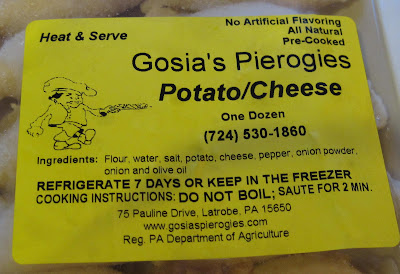 No Artificial Flavoring
Heat & Serve All Natural
Pre-Cooked
Gosia's Pierogies
Potato/Cheese
One Dozen
(724) 530-1860
Ingredients: Flour, water, salt, potato, cheese, pepper, onion powder,
onion and olive oil
REFRIGERATE 7 DAYS OR KEEP IN THE FREEZER
COOKING INSTRUCTIONS: DO NOT BOIL; SAUTE FOR 2 MIN.
75 Pauline Drive, Latrobe, PA 15650
www.gosiaspierogies.com
Reg. PA Department of Agriculture